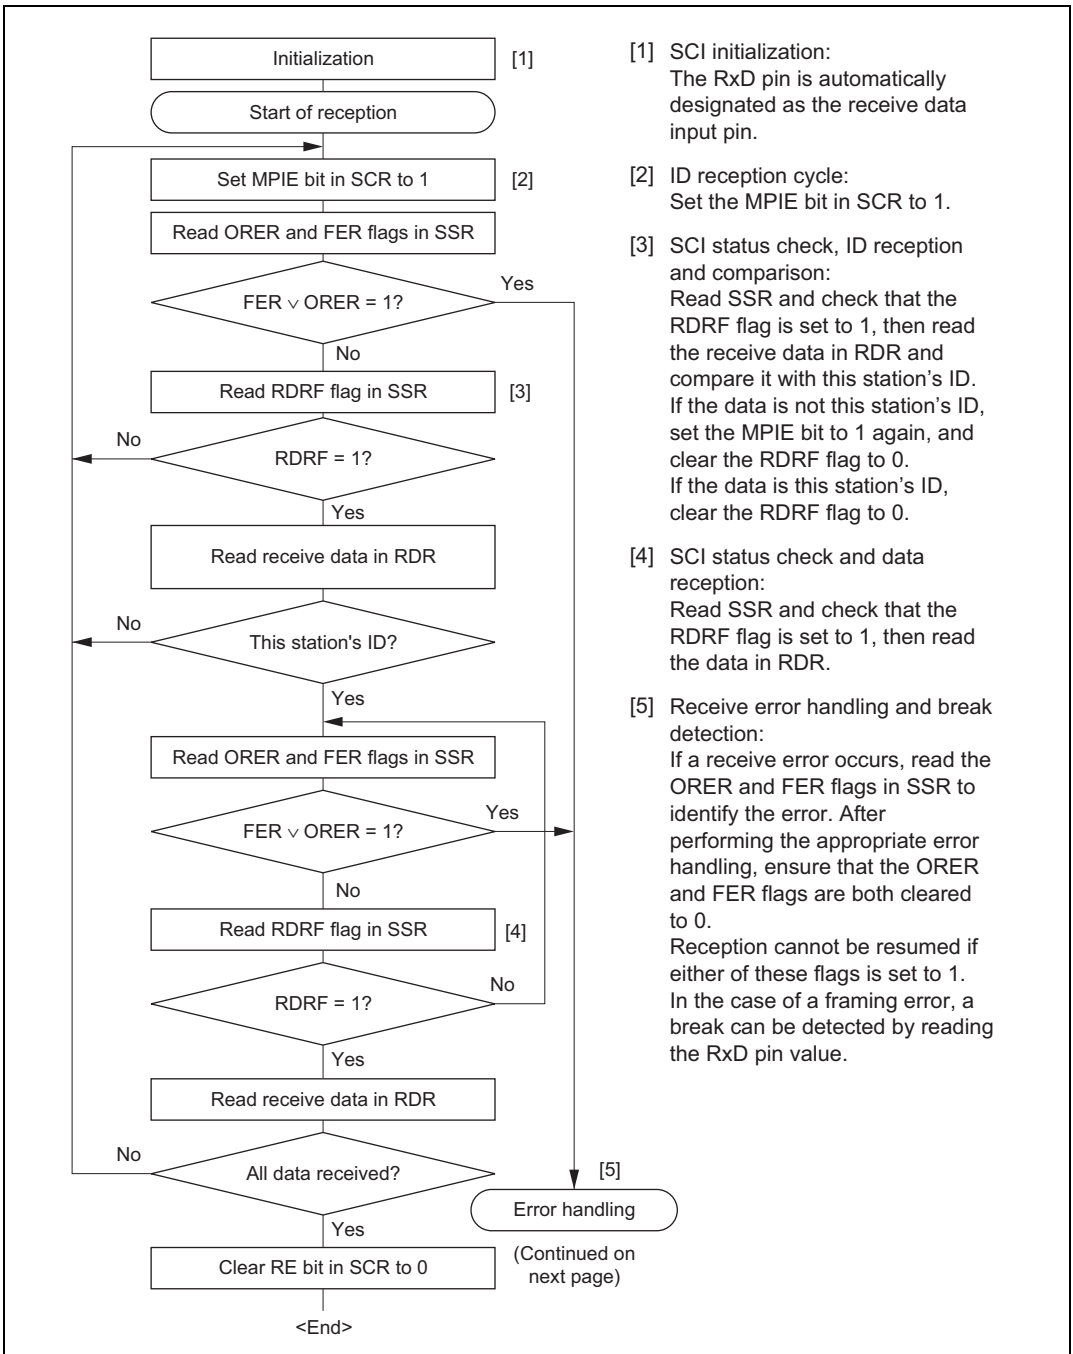 Initialization
[1]
Start of reception
Set MPIE bit in SCR to 1
[2]
Read ORER and FER flags in SSR
Yes
FER ∨ ORER = 1?
No
Read RDRF flag in SSR
[3]
No
RDRF = 1?
Yes
Read receive data in RDR
No
This station's ID?
Yes
Read ORER and FER flags in SSR
Yes
FER ∨ ORER = 1?
No
Read RDRF flag in SSR
[4]
No
RDRF = 1?
Yes
Read receive data in RDR
No
All data received?
[5]
Error handling
Yes
(Continued on
next page)
Clear RE bit in SCR to 0
<End>
[1] SCI initialization:
The RxD pin is automatically
designated as the receive data
input pin.
[2] ID reception cycle:
Set the MPIE bit in SCR to 1.
[3] SCI status check, ID reception
and comparison:
Read SSR and check that the
RDRF flag is set to 1, then read
the receive data in RDR and
compare it with this station's ID.
If the data is not this station's ID,
set the MPIE bit to 1 again, and
clear the RDRF flag to 0.
If the data is this station's ID,
clear the RDRF flag to 0.
[4] SCI status check and data
reception:
Read SSR and check that the
RDRF flag is set to 1, then read
the data in RDR.
[5] Receive error handling and break
detection:
If a receive error occurs, read the
ORER and FER flags in SSR to
identify the error. After
performing the appropriate error
handling, ensure that the ORER
and FER flags are both cleared
to 0.
Reception cannot be resumed if
either of these flags is set to 1.
In the case of a framing error, a
break can be detected by reading
the RxD pin value.